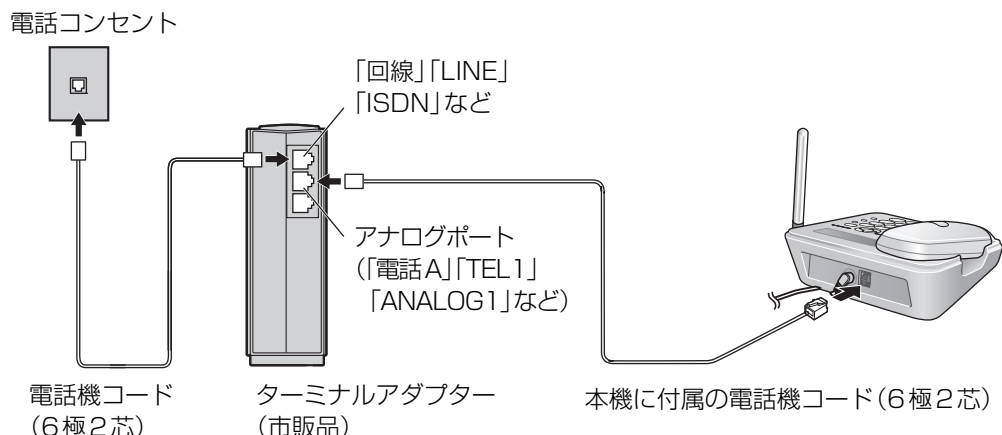 電話コンセント
「回線」「LINE」
「ISDN」など
アナログポート
(「電話A」「TEL1」
「ANALOG1」など)
電話機コード
(6極2芯)
ターミナルアダプター
(市販品)
本機に付属の電話機コード(6極2芯)